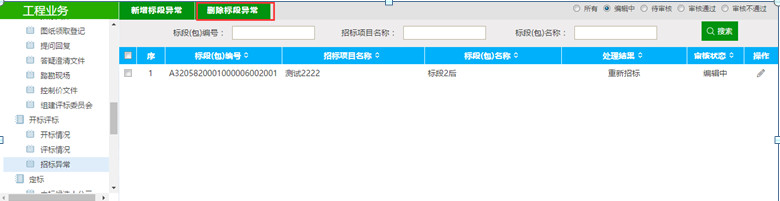 工程业务
新增标段异常 删除标段异常 所有 编辑中 待审核 审核通过 审核不通过
图纸领取登记
提问回复
答疑澄清文件
踏勘现场
控制价文件
组建评标委员会
开标评标
开标情况
评标情况
招标异常
定标
标段(包)编号： 招标项目名称： 标段(包)名称： 搜索
序 标段(包)编号 招标项目名称 标段(包)名称 处理结果 审核状态 操作
1 A3205820001000006002001 测试2222 标段2后 重新招标 编辑中